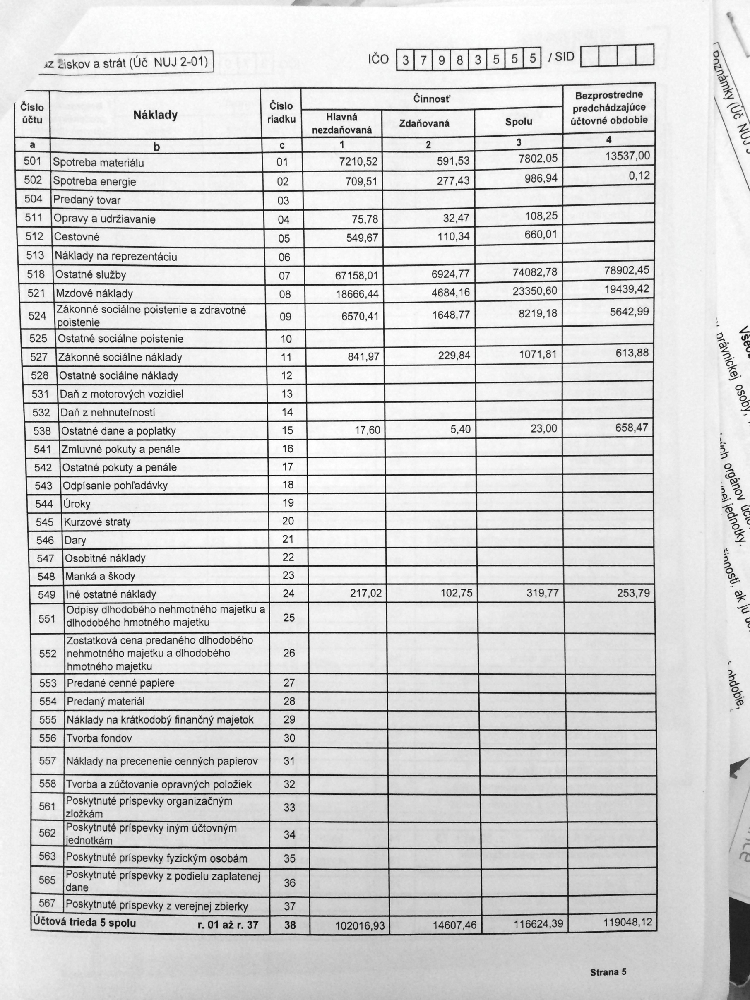 iskov a strát (Úč NUJ 2-01)
IČO 3 7 9 8 3 5 5 5 / SID
Číslo účtu Náklady Číslo riadku Činnosť Bezprostredne predchádzajúce účtovné obdobie
Hlavná nezdaňovaná Zdaňovaná Spolu
a b c 1 2 3 4
501 Spotreba materiálu 01 7210,52 591,53 7802,05 13537,00
502 Spotreba energie 02 709,51 277,43 986,94 0,12
504 Predaný tovar 03
511 Opravy a udržiavanie 04 75,78 32,47 108,25
512 Cestovné 05 549,67 110,34 660,01
513 Náklady na reprezentáciu 06
518 Ostatné služby 07 67158,01 6924,77 74082,78 78902,45
521 Mzdové náklady 08 18666,44 4684,16 23350,60 19439,42
524 Zákonné sociálne poistenie a zdravotné
poistenie 09 6570,41 1648,77 8219,18 5642,99
525 Ostatné sociálne poistenie 10
527 Zákonné sociálne náklady 11 841,97 229,84 1071,81 613,88
528 Ostatné sociálne náklady 12
531 Daň z motorových vozidiel 13
532 Daň z nehnuteľností 14
538 Ostatné dane a poplatky 15 17,60 5,40 23,00 658,47
541 Zmluvné pokuty a penále 16
542 Ostatné pokuty a penále 17
543 Odpísanie pohľadávky 18
544 Úroky 19
545 Kurzové straty 20
546 Dary 21
547 Osobitné náklady 22
548 Manká a škody 23
549 Iné ostatné náklady 24 217,02 102,75 319,77 253,79
551 Odpisy dlhodobého nehmotného majetku a
dlhodobého hmotného majetku 25
552 Zostatková cena predaného dlhodobého
nehmotného majetku a dlhodobého
hmotného majetku 26
553 Predané cenné papiere 27
554 Predaný materiál 28
555 Náklady na krátkodobý finančný majetok 29
556 Tvorba fondov 30
557 Náklady na precenenie cenných papierov 31
558 Tvorba a zúčtovanie opravných položiek 32
561 Poskytnuté príspevky organizačným
zložkám 33
562 Poskytnuté príspevky iným účtovným
jednotkám 34
563 Poskytnuté príspevky fyzickým osobám 35
565 Poskytnuté príspevky z podielu zaplatenej
dane 36
567 Poskytnuté príspevky z verejnej zbierky 37
Účtová trieda 5 spolu r. 01 až r. 37 38 102016,93 14607,46 116624,39 119048,12
Strana 5
Poznámky (Úč NUJ
právnickej osoby,
orgánov
jednotky.
ak jú
obdobie,